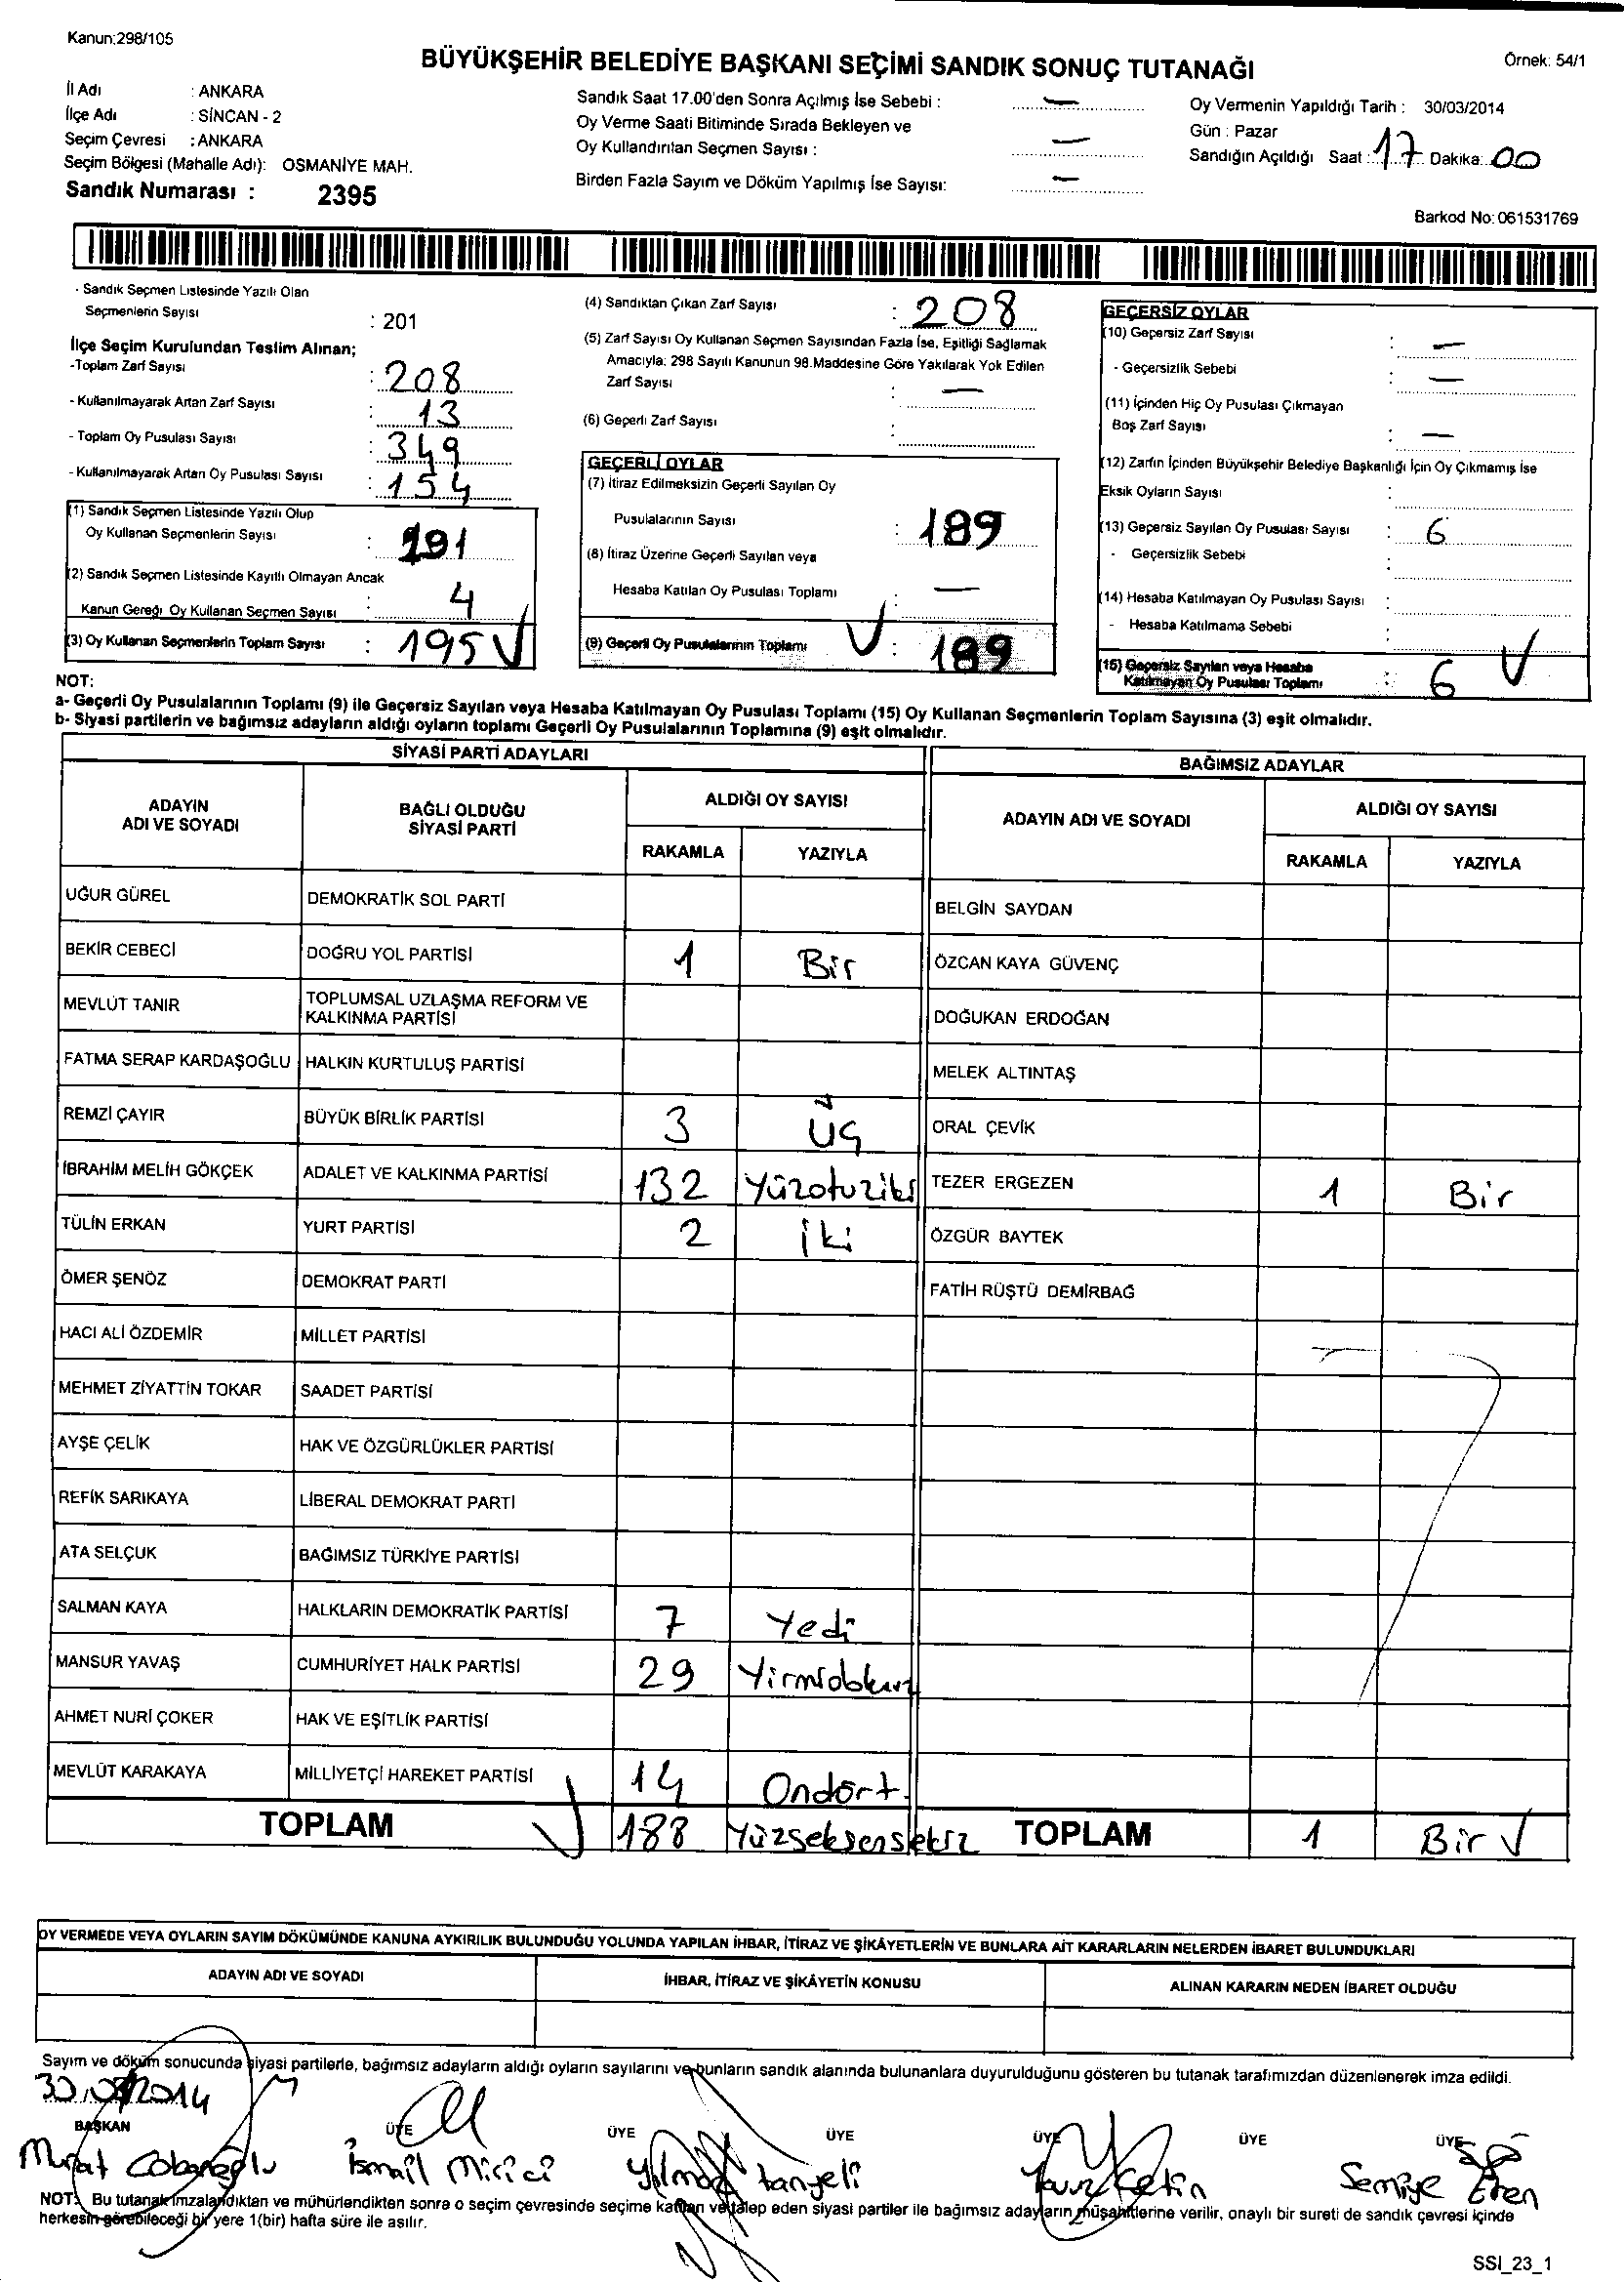 Kanun:298/105
BÜYÜKŞEHİR BELEDİYE BAŞKANI SEÇİMİ SANDIK SONUÇ TUTANAĞI
Örnek: 54/1
İl Adı : ANKARA
İlçe Adı : SİNCAN - 2
Seçim Çevresi : ANKARA
Seçim Bölgesi (Mahalle Adı): OSMANİYE MAH.
Sandık Numarası : 2395
Sandık Saat 17.00'den Sonra Açılmış İse Sebebi : —
Oy Verme Saati Bitiminde Sırada Bekleyen ve
Oy Kullandırılan Seçmen Sayısı : —
Birden Fazla Sayım ve Döküm Yapılmış İse Sayısı: —
Oy Vermenin Yapıldığı Tarih : 30/03/2014
Gün : Pazar
Sandığın Açıldığı Saat : 17 Dakika: 00
Barkod No: 061531769
- Sandık Seçmen Listesinde Yazılı Olan
Seçmenlerin Sayısı : 201
İlçe Seçim Kurulundan Teslim Alınan;
-Toplam Zarf Sayısı : 208
- Kullanılmayarak Artan Zarf Sayısı : 13
- Toplam Oy Pusulası Sayısı : 349
- Kullanılmayarak Artan Oy Pusulası Sayısı : 154
(1) Sandık Seçmen Listesinde Yazılı Olup
Oy Kullanan Seçmenlerin Sayısı : 191
(2) Sandık Seçmen Listesinde Kayıtlı Olmayan Ancak
Kanun Gereği Oy Kullanan Seçmen Sayısı : 4
(3) Oy Kullanan Seçmenlerin Toplam Sayısı : 195
(4) Sandıktan Çıkan Zarf Sayısı : 208
(5) Zarf Sayısı Oy Kullanan Seçmen Sayısından Fazla İse, Eşitliği Sağlamak
Amacıyla: 298 Sayılı Kanunun 98.Maddesine Göre Yakılarak Yok Edilen
Zarf Sayısı : —
(6) Geçerli Zarf Sayısı :
GEÇERLİ OYLAR
(7) İtiraz Edilmeksizin Geçerli Sayılan Oy
Pusulalarının Sayısı : 189
(8) İtiraz Üzerine Geçerli Sayılan veya
Hesaba Katılan Oy Pusulası Toplamı : —
(9) Geçerli Oy Pusulalarının Toplamı : 189
GEÇERSİZ OYLAR
(10) Geçersiz Zarf Sayısı : —
- Geçersizlik Sebebi : —
(11) İçinden Hiç Oy Pusulası Çıkmayan
Boş Zarf Sayısı : —
(12) Zarfın İçinden Büyükşehir Belediye Başkanlığı İçin Oy Çıkmamış İse
Eksik Oyların Sayısı :
(13) Geçersiz Sayılan Oy Pusulası Sayısı : 6
- Geçersizlik Sebebi :
(14) Hesaba Katılmayan Oy Pusulası Sayısı :
- Hesaba Katılmama Sebebi :
(15) Geçersiz Sayılan veya Hesaba
Katılmayan Oy Pusulası Toplamı : 6
NOT:
a- Geçerli Oy Pusulalarının Toplamı (9) ile Geçersiz Sayılan veya Hesaba Katılmayan Oy Pusulası Toplamı (15) Oy Kullanan Seçmenlerin Toplam Sayısına (3) eşit olmalıdır.
b- Siyasi partilerin ve bağımsız adayların aldığı oyların toplamı Geçerli Oy Pusulalarının Toplamına (9) eşit olmalıdır.
SİYASİ PARTİ ADAYLARI
BAĞIMSIZ ADAYLAR
ADAYIN ADI VE SOYADI
BAĞLI OLDUĞU SİYASİ PARTİ
ALDIĞI OY SAYISI
RAKAMLA YAZIYLA
ADAYIN ADI VE SOYADI
ALDIĞI OY SAYISI
RAKAMLA YAZIYLA
UĞUR GÜREL DEMOKRATİK SOL PARTİ
BELGİN SAYDAN
BEKİR CEBECİ DOĞRU YOL PARTİSİ 1 Bir
ÖZCAN KAYA GÜVENÇ
MEVLÜT TANIR TOPLUMSAL UZLAŞMA REFORM VE KALKINMA PARTİSİ
DOĞUKAN ERDOĞAN
FATMA SERAP KARDAŞOĞLU HALKIN KURTULUŞ PARTİSİ
MELEK ALTINTAŞ
REMZİ ÇAYIR BÜYÜK BİRLİK PARTİSİ 3 Üç
ORAL ÇEVİK
İBRAHİM MELİH GÖKÇEK ADALET VE KALKINMA PARTİSİ 132 Yüzotuziki
TEZER ERGEZEN 1 Bir
TÜLİN ERKAN YURT PARTİSİ 2 İki
ÖZGÜR BAYTEK
ÖMER ŞENÖZ DEMOKRAT PARTİ
FATİH RÜŞTÜ DEMİRBAĞ
HACI ALİ ÖZDEMİR MİLLET PARTİSİ
MEHMET ZİYATTİN TOKAR SAADET PARTİSİ
AYŞE ÇELİK HAK VE ÖZGÜRLÜKLER PARTİSİ
REFİK SARIKAYA LİBERAL DEMOKRAT PARTİ
ATA SELÇUK BAĞIMSIZ TÜRKİYE PARTİSİ
SALMAN KAYA HALKLARIN DEMOKRATİK PARTİSİ 7 Yedi
MANSUR YAVAŞ CUMHURİYET HALK PARTİSİ 29 Yirmidokuz
AHMET NURİ ÇOKER HAK VE EŞİTLİK PARTİSİ
MEVLÜT KARAKAYA MİLLİYETÇİ HAREKET PARTİSİ 14 Ondört
TOPLAM 188 Yüzseksensekiz TOPLAM 1 Bir
OY VERMEDE VEYA OYLARIN SAYIM DÖKÜMÜNDE KANUNA AYKIRILIK BULUNDUĞU YOLUNDA YAPILAN İHBAR, İTİRAZ VE ŞİKÂYETLERİN VE BUNLARA AİT KARARLARIN NELERDEN İBARET BULUNDUKLARI
ADAYIN ADI VE SOYADI İHBAR, İTİRAZ VE ŞİKÂYETİN KONUSU ALINAN KARARIN NEDEN İBARET OLDUĞU
Sayım ve döküm sonucunda siyasi partilerle, bağımsız adayların aldığı oyların sayılarını ve bunların sandık alanında bulunanlara duyurulduğunu gösteren bu tutanak tarafımızdan düzenlenerek imza edildi.
30.03.2014
BAŞKAN ÜYE ÜYE ÜYE ÜYE ÜYE ÜYE
Murat Çobanoğlu İsmail Mirici Yılmaz Tanyeli Yavuz Çetin Semiye Eren
NOT: Bu tutanak imzalandıktan ve mühürlendikten sonra o seçim çevresinde seçime katılan ve talep eden siyasi partiler ile bağımsız adayların müşahitlerine verilir, onaylı bir sureti de sandık çevresi içinde
herkesin görebileceği bir yere 1(bir) hafta süre ile asılır.
SSI_23_1